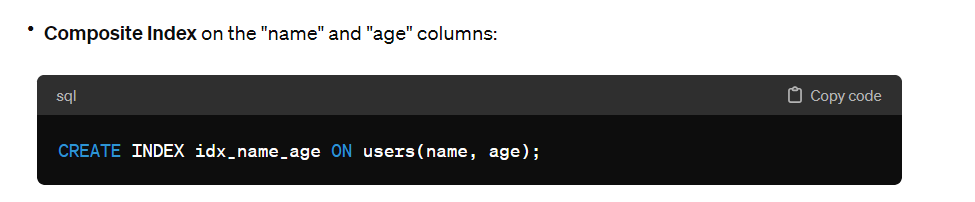 • Composite Index on the "name" and "age" columns:
sql Copy code
CREATE INDEX idx_name_age ON users(name, age);